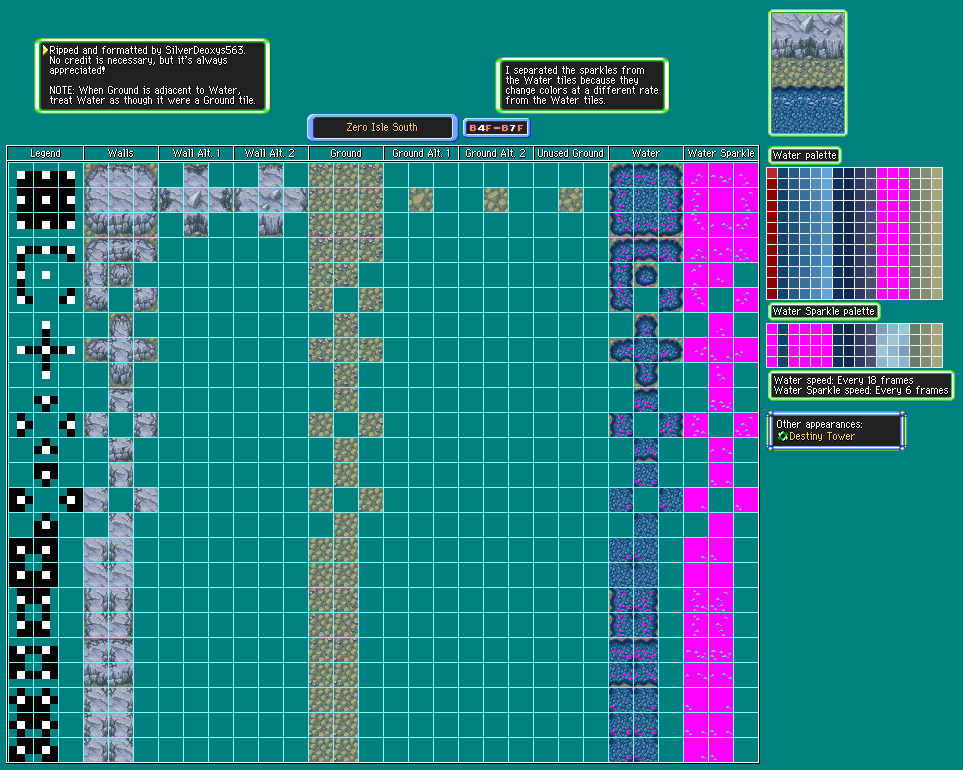 Ripped and formatted by SilverDeoxys563.
No credit is necessary, but it's always
appreciated!
NOTE: When Ground is adjacent to Water,
treat Water as though it were a Ground tile.
I separated the sparkles from
the Water tiles because they
change colors at a different rate
from the Water tiles.
Zero Isle South
B4F-B7F
Legend Walls Wall Alt. 1 Wall Alt. 2 Ground Ground Alt. 1 Ground Alt. 2 Unused Ground Water Water Sparkle
Water palette
Water Sparkle palette
Water speed: Every 18 frames
Water Sparkle speed: Every 6 frames
Other appearances:
Destiny Tower